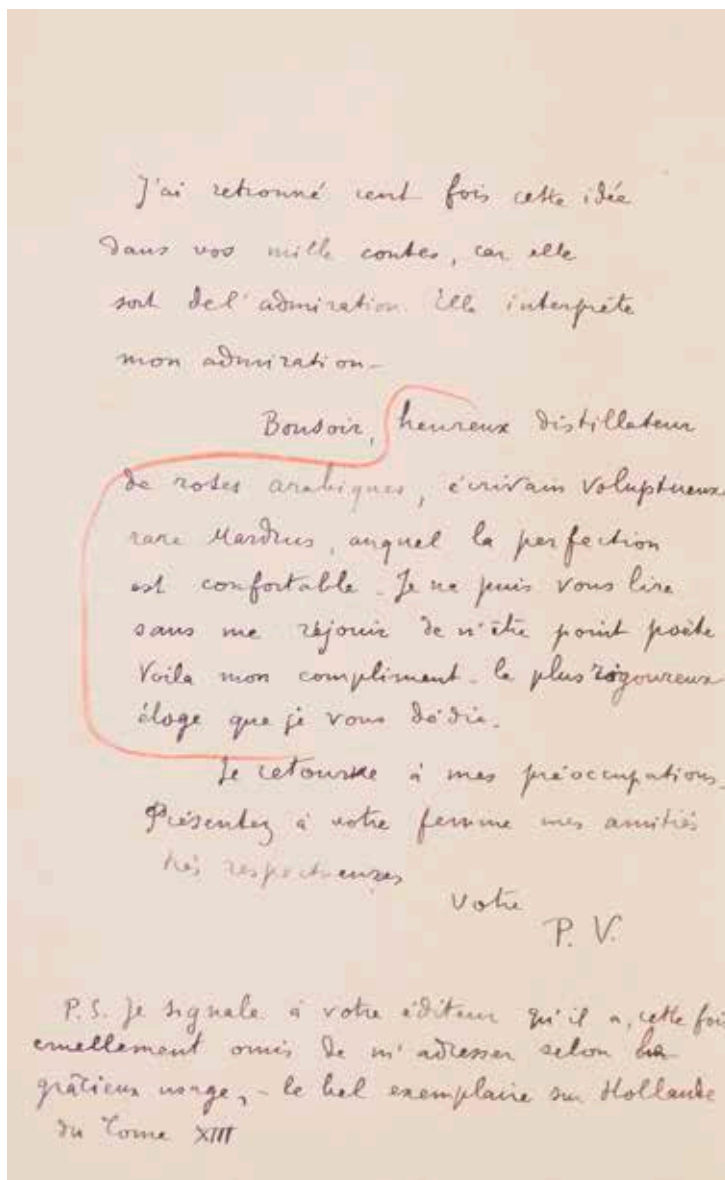 J'ai retrouvé cent fois cette idée
dans vos mille contes, car elle
sort de l'admiration. Elle interprète
mon admiration -
Bonsoir, heureux distillateur
de roses arabiques, écrivain voluptueux
rare Mardrus, auquel la perfection
est confortable - Je ne puis vous lire
sans me réjouir de n'être point poète
Voila mon compliment - le plus rigoureux
éloge que je vous dédie.
Je retourne à mes préoccupations.
Présentez à votre femme mes amitiés
très respectueuses
votre
P. V.
P.S. Je signale à votre éditeur qu'il a, cette fois
cruellement omis de m'adresser selon
gracieux usage, - le bel exemplaire sur Hollande
du Tome XIII